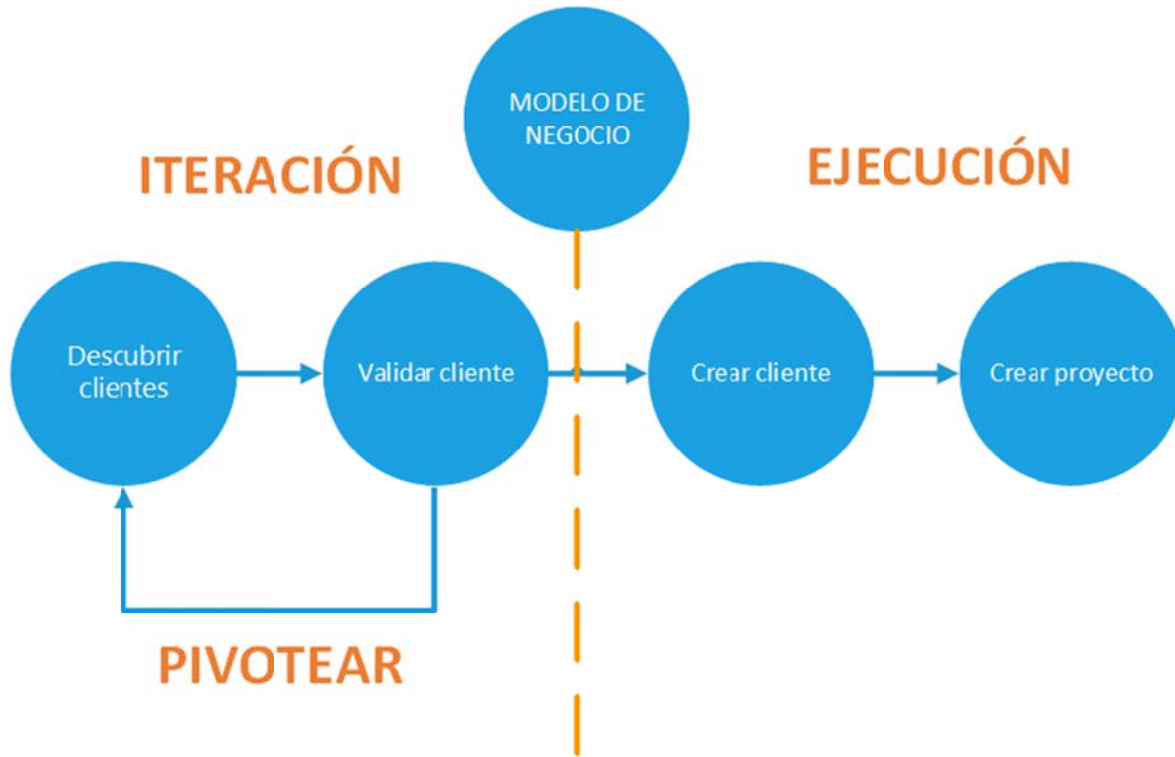 MODELO DE
NEGOCIO
ITERACIÓN
EJECUCIÓN
Descubrir
clientes
Validar cliente
Crear cliente
Crear proyecto
PIVOTEAR